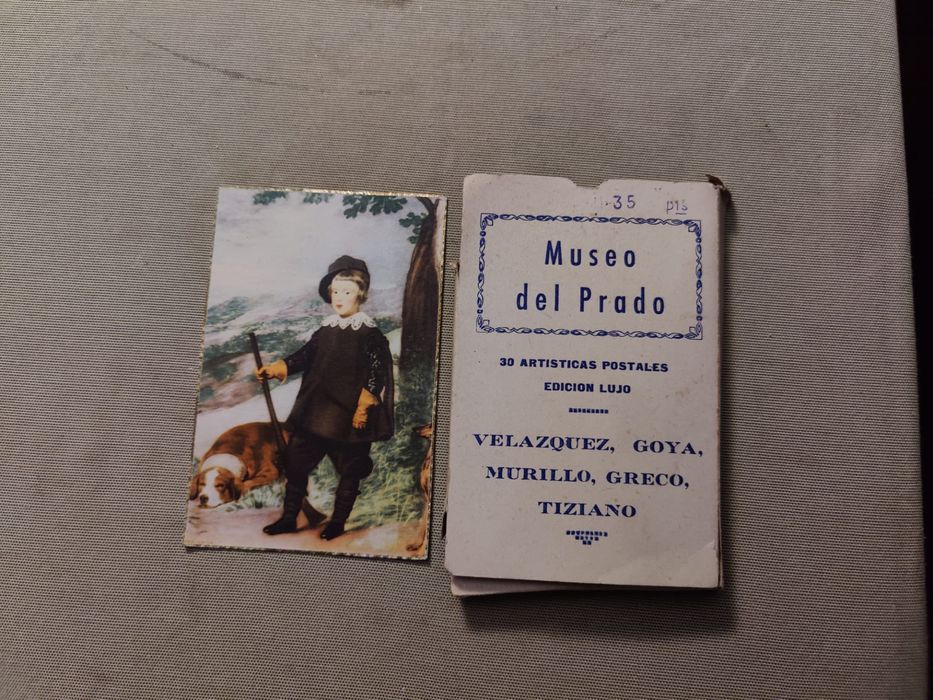 35 pts
Museo
del Prado
30 ARTISTICAS POSTALES
EDICION LUJO
VELAZQUEZ, GOYA,
MURILLO, GRECO,
TIZIANO